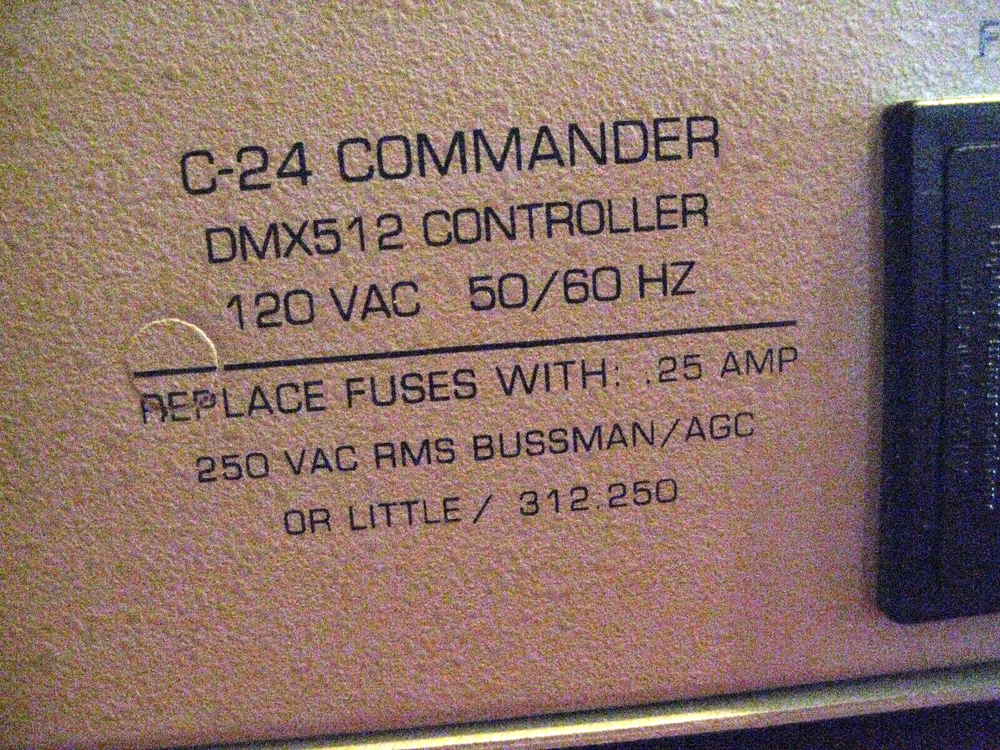 C-24 COMMANDER
DMX512 CONTROLLER
120 VAC 50/60 HZ
REPLACE FUSES WITH: .25 AMP
250 VAC RMS BUSSMAN/AGC
OR LITTLE/ 312.250